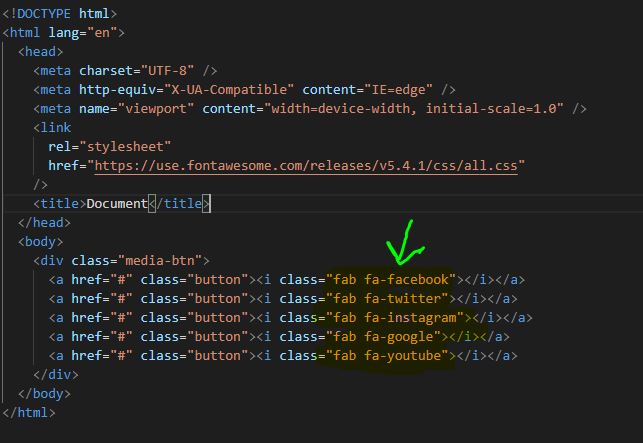 <!DOCTYPE html>
<html lang="en">
<head>
<meta charset="UTF-8" />
<meta http-equiv="X-UA-Compatible" content="IE=edge" />
<meta name="viewport" content="width=device-width, initial-scale=1.0" />
<link
rel="stylesheet"
href="https://use.fontawesome.com/releases/v5.4.1/css/all.css"
/>
<title>Document</title>
</head>
<body>
<div class="media-btn">
<a href="#" class="button"><i class="fab fa-facebook"></i></a>
<a href="#" class="button"><i class="fab fa-twitter"></i></a>
<a href="#" class="button"><i class="fab fa-instagram"></i></a>
<a href="#" class="button"><i class="fab fa-google"></i></a>
<a href="#" class="button"><i class="fab fa-youtube"></i></a>
</div>
</body>
</html>